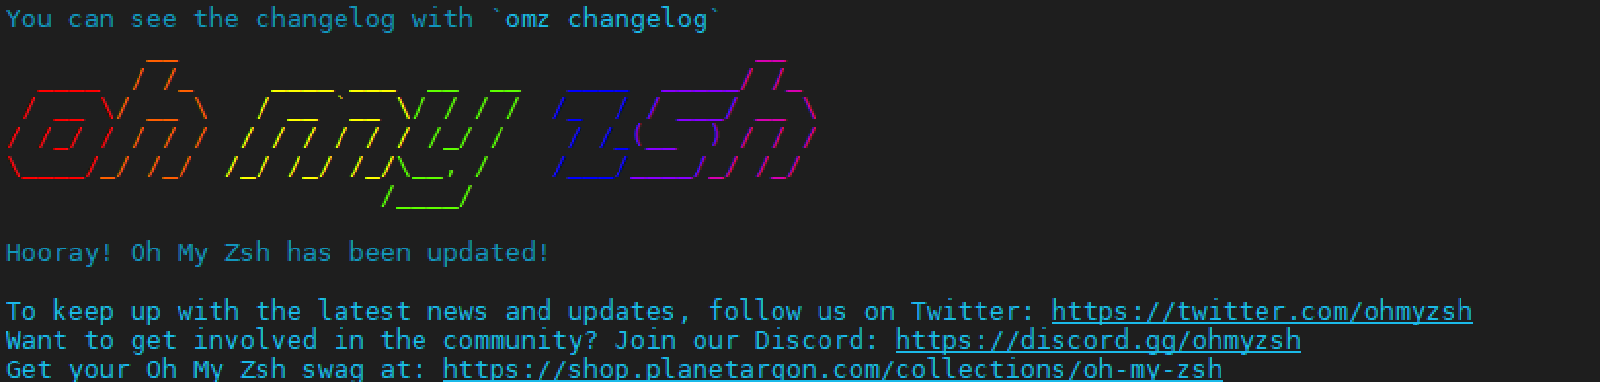 You can see the changelog with `omz changelog`
oh my zsh
Hooray! Oh My Zsh has been updated!
To keep up with the latest news and updates, follow us on Twitter: https://twitter.com/ohmyzsh
Want to get involved in the community? Join our Discord: https://discord.gg/ohmyzsh
Get your Oh My Zsh swag at: https://shop.planetargon.com/collections/oh-my-zsh